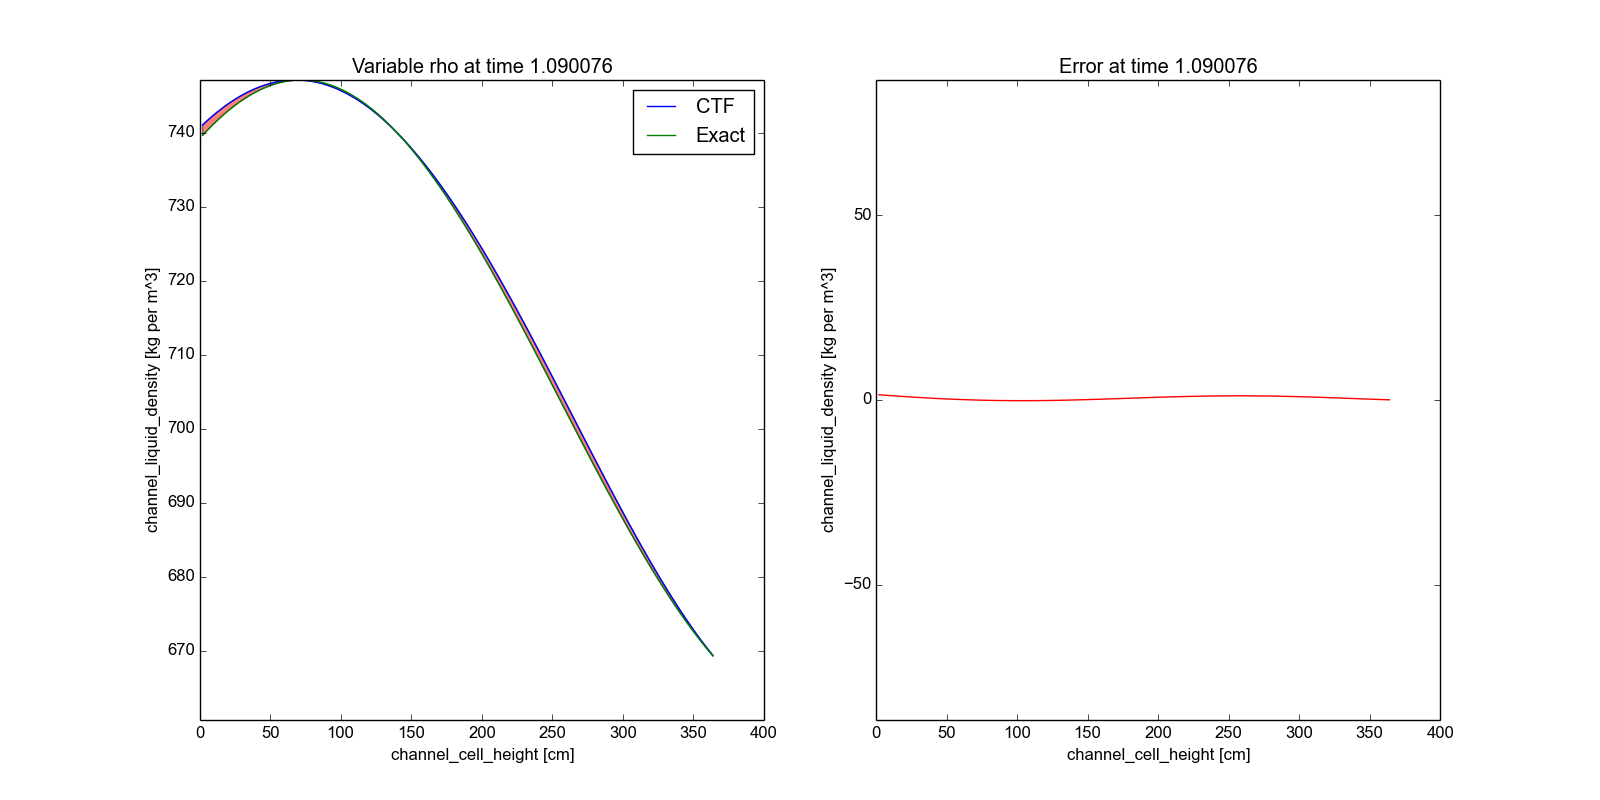 Variable rho at time 1.090076
channel_liquid_density [kg per m^3]
740
730
720
710
700
690
680
670
CTF
Exact
0 50 100 150 200 250 300 350 400
channel_cell_height [cm]
Error at time 1.090076
channel_liquid_density [kg per m^3]
50
0
−50
0 50 100 150 200 250 300 350 400
channel_cell_height [cm]